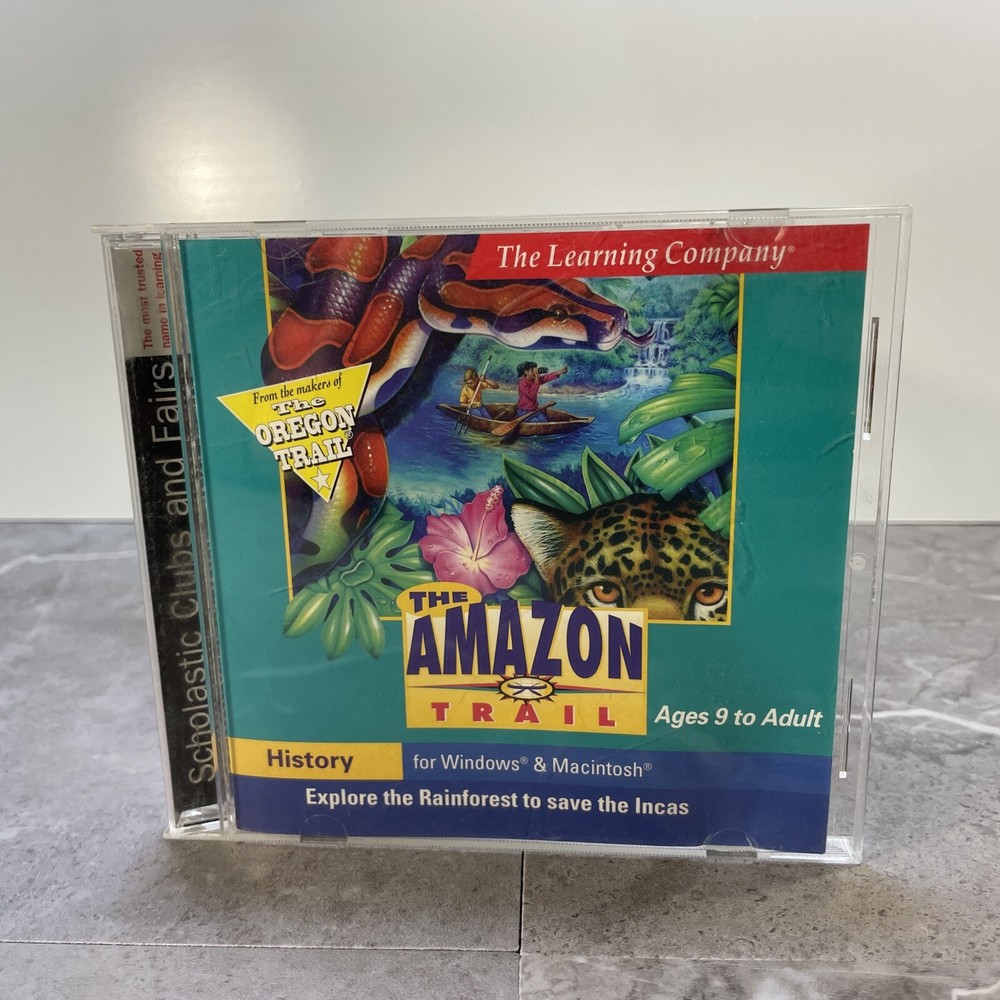 The most trusted
name in learning
Scholastic Clubs and Fairs
The Learning Company®
From the makers of
The
OREGON
TRAIL®
THE
AMAZON
TRAIL
Ages 9 to Adult
History
for Windows® & Macintosh®
Explore the Rainforest to save the Incas